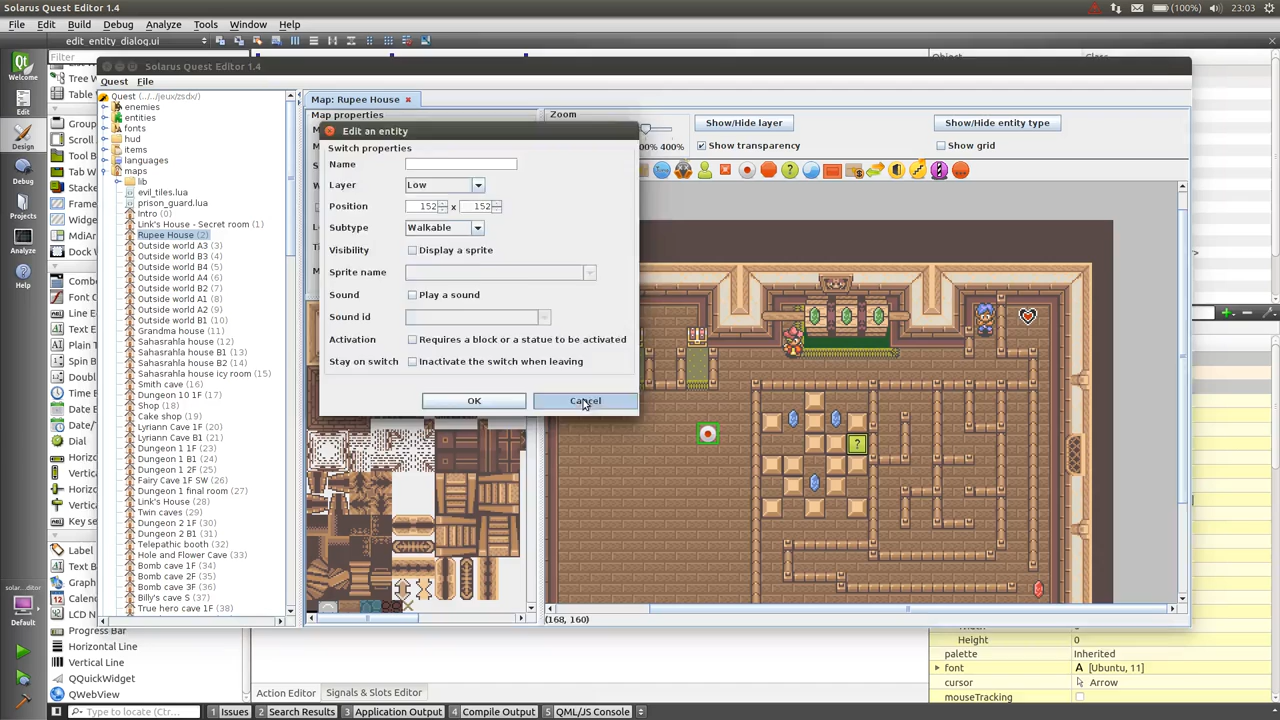 Solarus Quest Editor 1.4
(100%) 23:03
File Edit Build Debug Analyze Tools Window Help
edit_entity_dialog.ui
Filter
Welcome
Edit
Design
Debug
Projects
Analyze
Help
Default
Table
Group
Scroll
Tool B
Tab W
Stacke
Frame
Widge
MdiAr
Dock W
Comb
Font C
Line E
Text E
Plain T
Spin B
Doubl
Time E
Date E
Date/
Dial
Horizo
Vertic
Horizo
Vertic
Key se
Label
Text B
Graph
Calen
LCD N
Progress Bar
Horizontal Line
Vertical Line
QQuickWidget
QWebView
Solarus Quest Editor 1.4
Quest File
Quest (../../jeux/zsdx/)
enemies
entities
fonts
hud
items
languages
maps
lib
evil_tiles.lua
prison_guard.lua
Intro (0)
Link's House - Secret room (1)
Rupee House (2)
Outside world A3 (3)
Outside world B3 (4)
Outside world B4 (5)
Outside world A4 (6)
Outside world B2 (7)
Outside world A1 (8)
Outside world A2 (9)
Outside world B1 (10)
Grandma house (11)
Sahasrahla house (12)
Sahasrahla house B1 (13)
Sahasrahla house B2 (14)
Sahasrahla house icy room (15)
Smith cave (16)
Dungeon 10 1F (17)
Shop (18)
Cake shop (19)
Lyriann Cave 1F (20)
Lyriann Cave B1 (21)
Dungeon 1 1F (23)
Dungeon 1 B1 (24)
Dungeon 1 2F (25)
Fairy Cave 1F SW (26)
Dungeon 1 final room (27)
Link's House (28)
Twin caves (29)
Dungeon 2 1F (30)
Dungeon 2 B1 (31)
Telepathic booth (32)
Hole and Flower Cave (33)
Bomb cave 1F (34)
Bomb cave 2F (35)
Bomb cave 3F (36)
Billy's cave S (37)
True hero cave 1F (38)
Map: Rupee House
Map properties
Zoom
0% 400%
Show/Hide layer
Show transparency
Show/Hide entity type
Show grid
Edit an entity
Switch properties
Name
Layer Low
Position 152 x 152
Subtype Walkable
Visibility Display a sprite
Sprite name
Sound Play a sound
Sound id
Activation Requires a block or a statue to be activated
Stay on switch Inactivate the switch when leaving
OK Cancel
(168, 160)
Height 0
palette Inherited
font A [Ubuntu, 11]
cursor Arrow
mouseTracking
Action Editor Signals & Slots Editor
Type to locate (Ctrl... 1 Issues 2 Search Results 3 Application Output 4 Compile Output 5 QML/JS Console